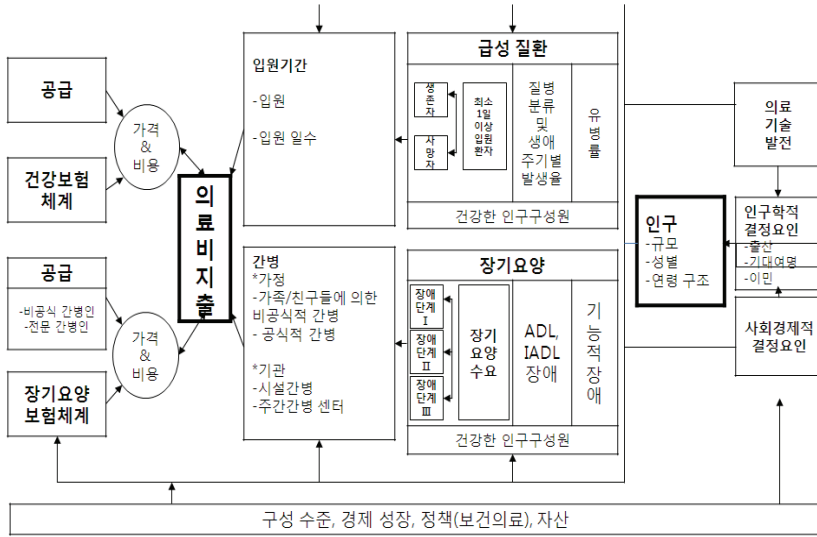 공급
가격
&
비용
건강보험
체계
공급
-비공식 간병인
-전문 간병인
가격
&
비용
장기요양
보험체계
의
료
비
지
출
입원기간
-입원
-입원 일수
간병
*가정
-가족/친구들에 의한
비공식적 간병
- 공식적 간병
*기관
-시설간병
-주간간병 센터
급성 질환
생
존
자
사
망
자
최소
1일
이상
입원
환자
질병
분류
및
생애
주기별
발생율
유
병
률
건강한 인구구성원
장기요양
장애
단계
I
장애
단계
II
장애
단계
III
장기
요양
수요
ADL,
IADL
장애
기
능
적
장
애
건강한 인구구성원
인구
-규모
-성별
-연령 구조
의료
기술
발전
인구학적
결정요인
-출산
-기대여명
-이민
사회경제적
결정요인
구성 수준, 경제 성장, 정책(보건의료), 자산